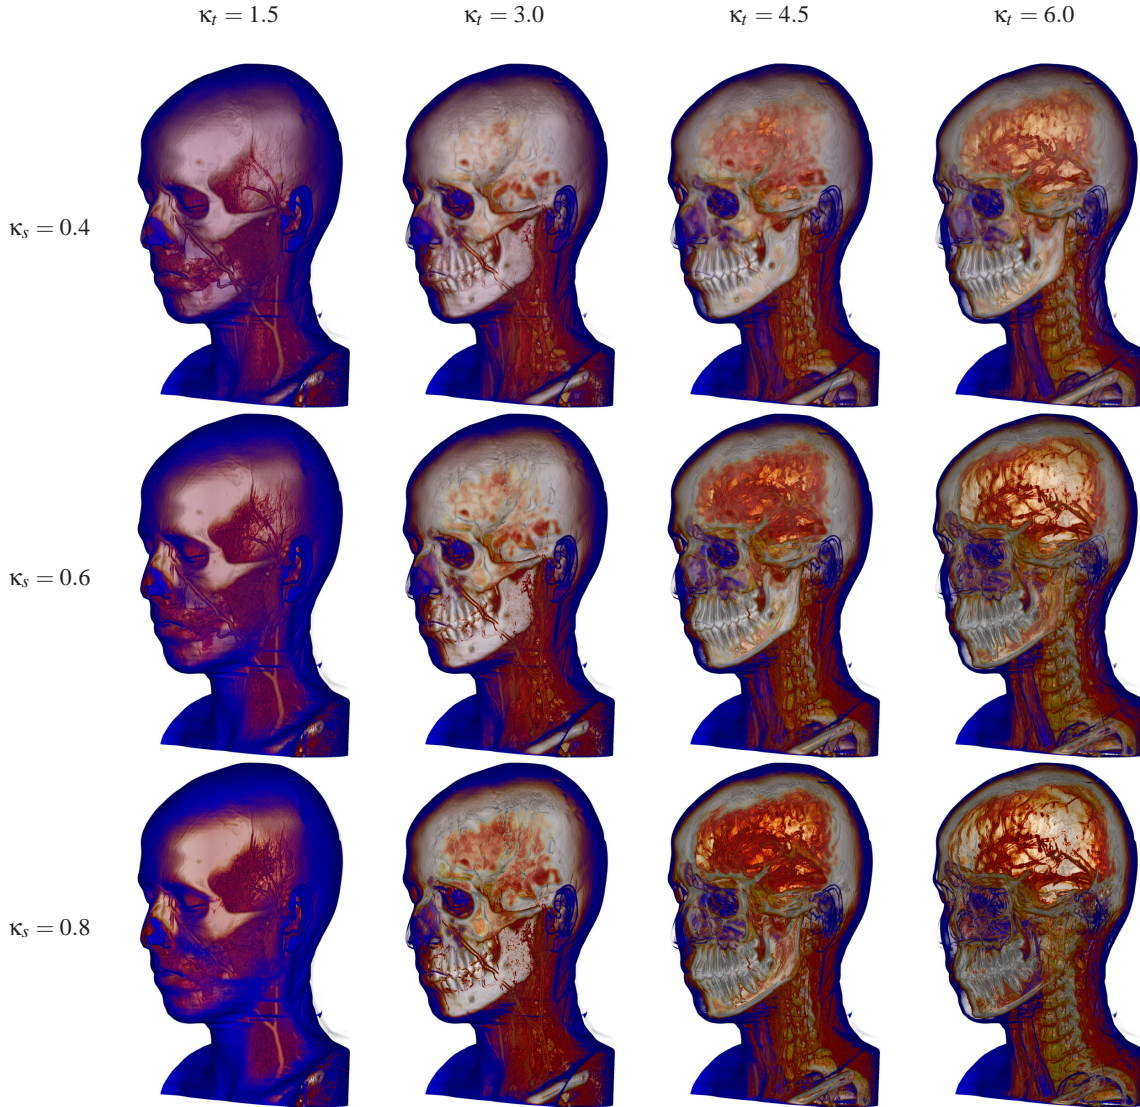 κt = 1.5 κt = 3.0 κt = 4.5 κt = 6.0
κs = 0.4
κs = 0.6
κs = 0.8